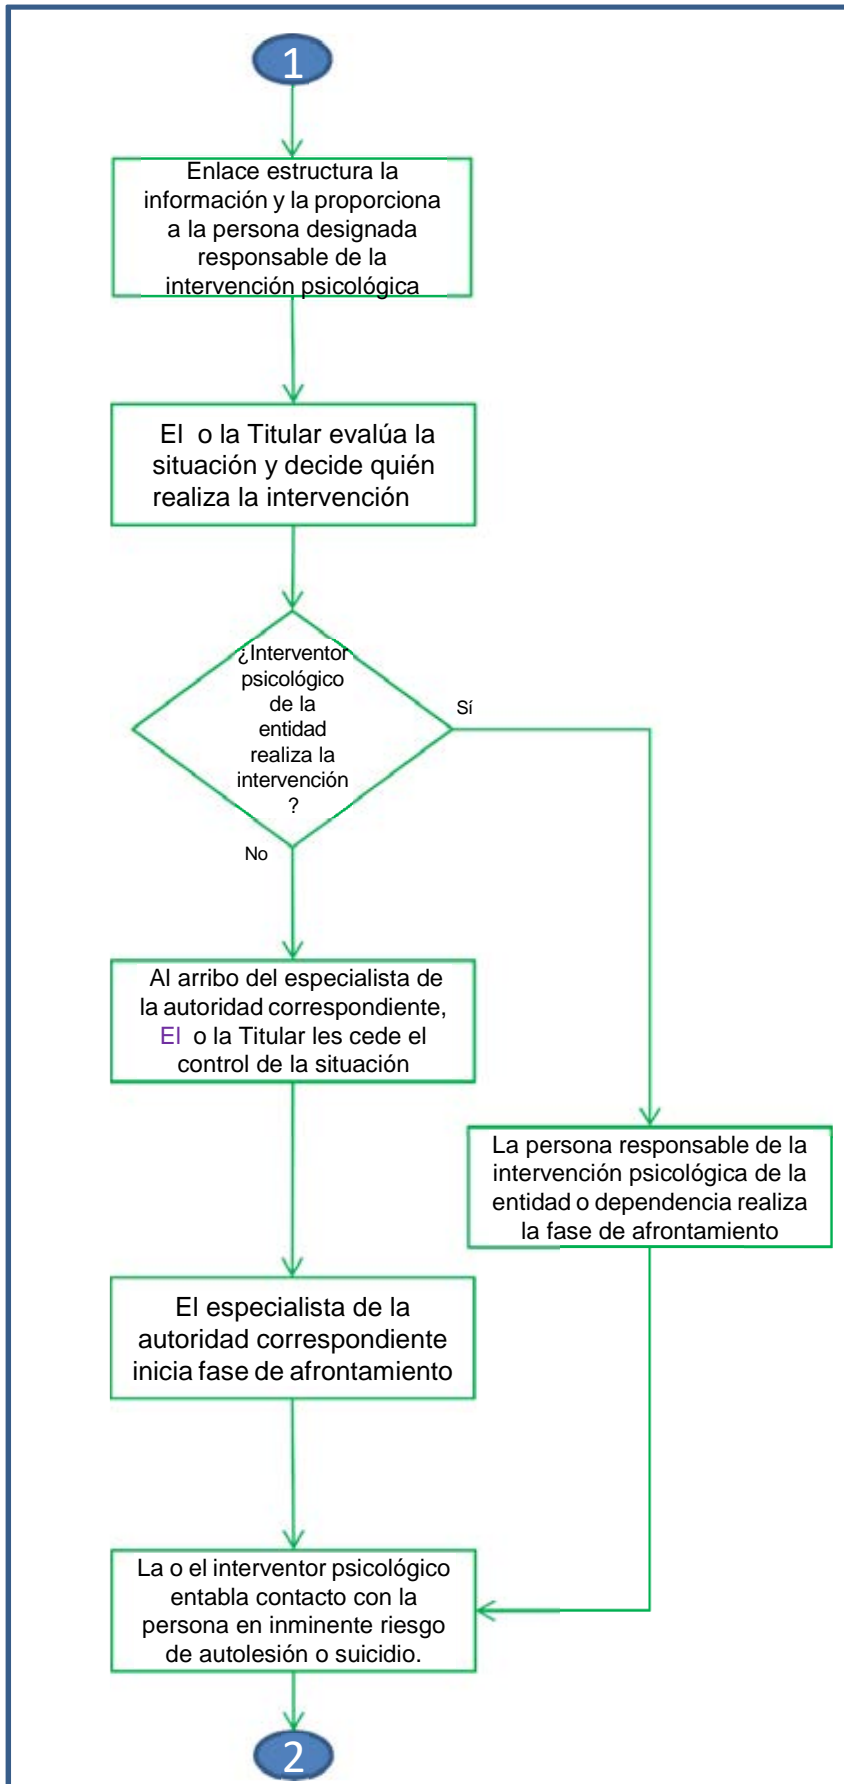 1
Enlace estructura la
información y la proporciona
a la persona designada
responsable de la
intervención psicológica
El o la Titular evalúa la
situación y decide quién
realiza la intervención
¿Interventor
psicológico
de la
entidad
realiza la
intervención
?
Sí
No
Al arribo del especialista de
la autoridad correspondiente,
El o la Titular les cede el
control de la situación
La persona responsable de la
intervención psicológica de la
entidad o dependencia realiza
la fase de afrontamiento
El especialista de la
autoridad correspondiente
inicia fase de afrontamiento
La o el interventor psicológico
entabla contacto con la
persona en inminente riesgo
de autolesión o suicidio.
2